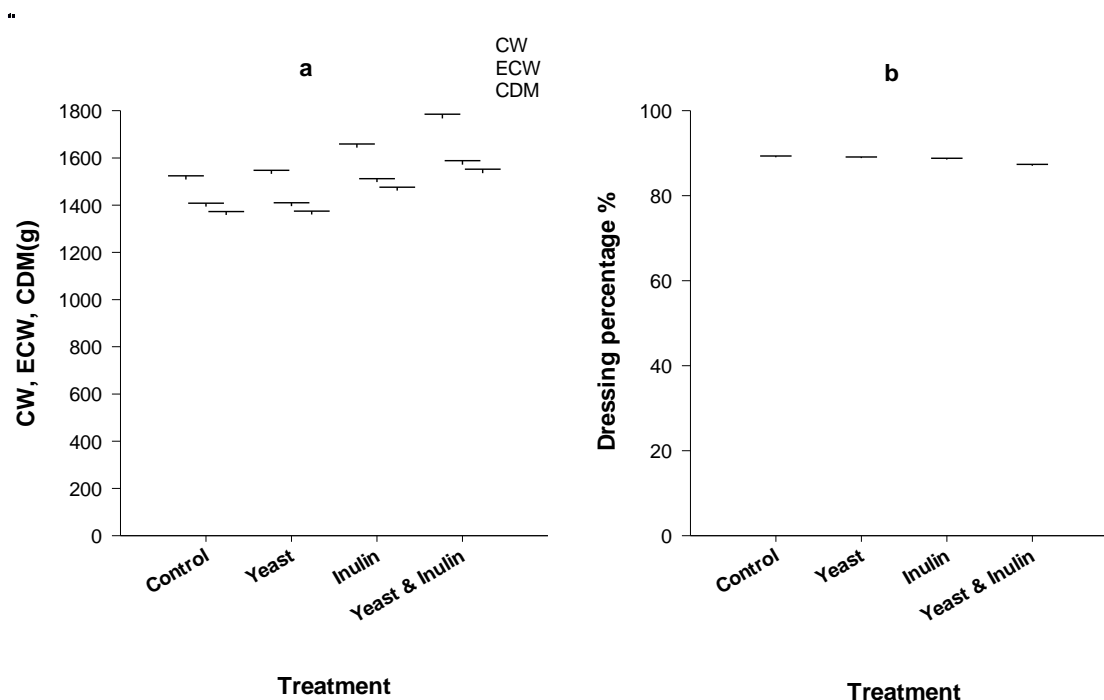 CW
ECW
CDM
a
CW, ECW, CDM(g)
1800
1600
1400
1200
1000
800
600
400
200
0
Control
Yeast
Inulin
Yeast & Inulin
Treatment
b
Dressing percentage %
100
80
60
40
20
0
Control
Yeast
Inulin
Yeast & Inulin
Treatment